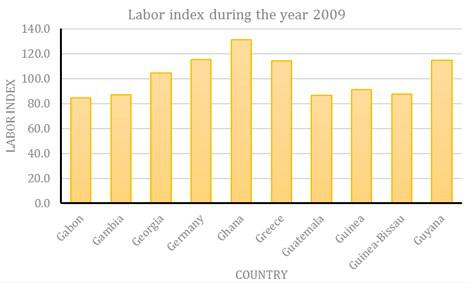 Labor index during the year 2009
LABOR INDEX
140.0
120.0
100.0
80.0
60.0
40.0
20.0
0.0
Gabon
Gambia
Georgia
Germany
Ghana
Greece
Guatemala
Guinea
Guinea-Bissau
Guyana
COUNTRY